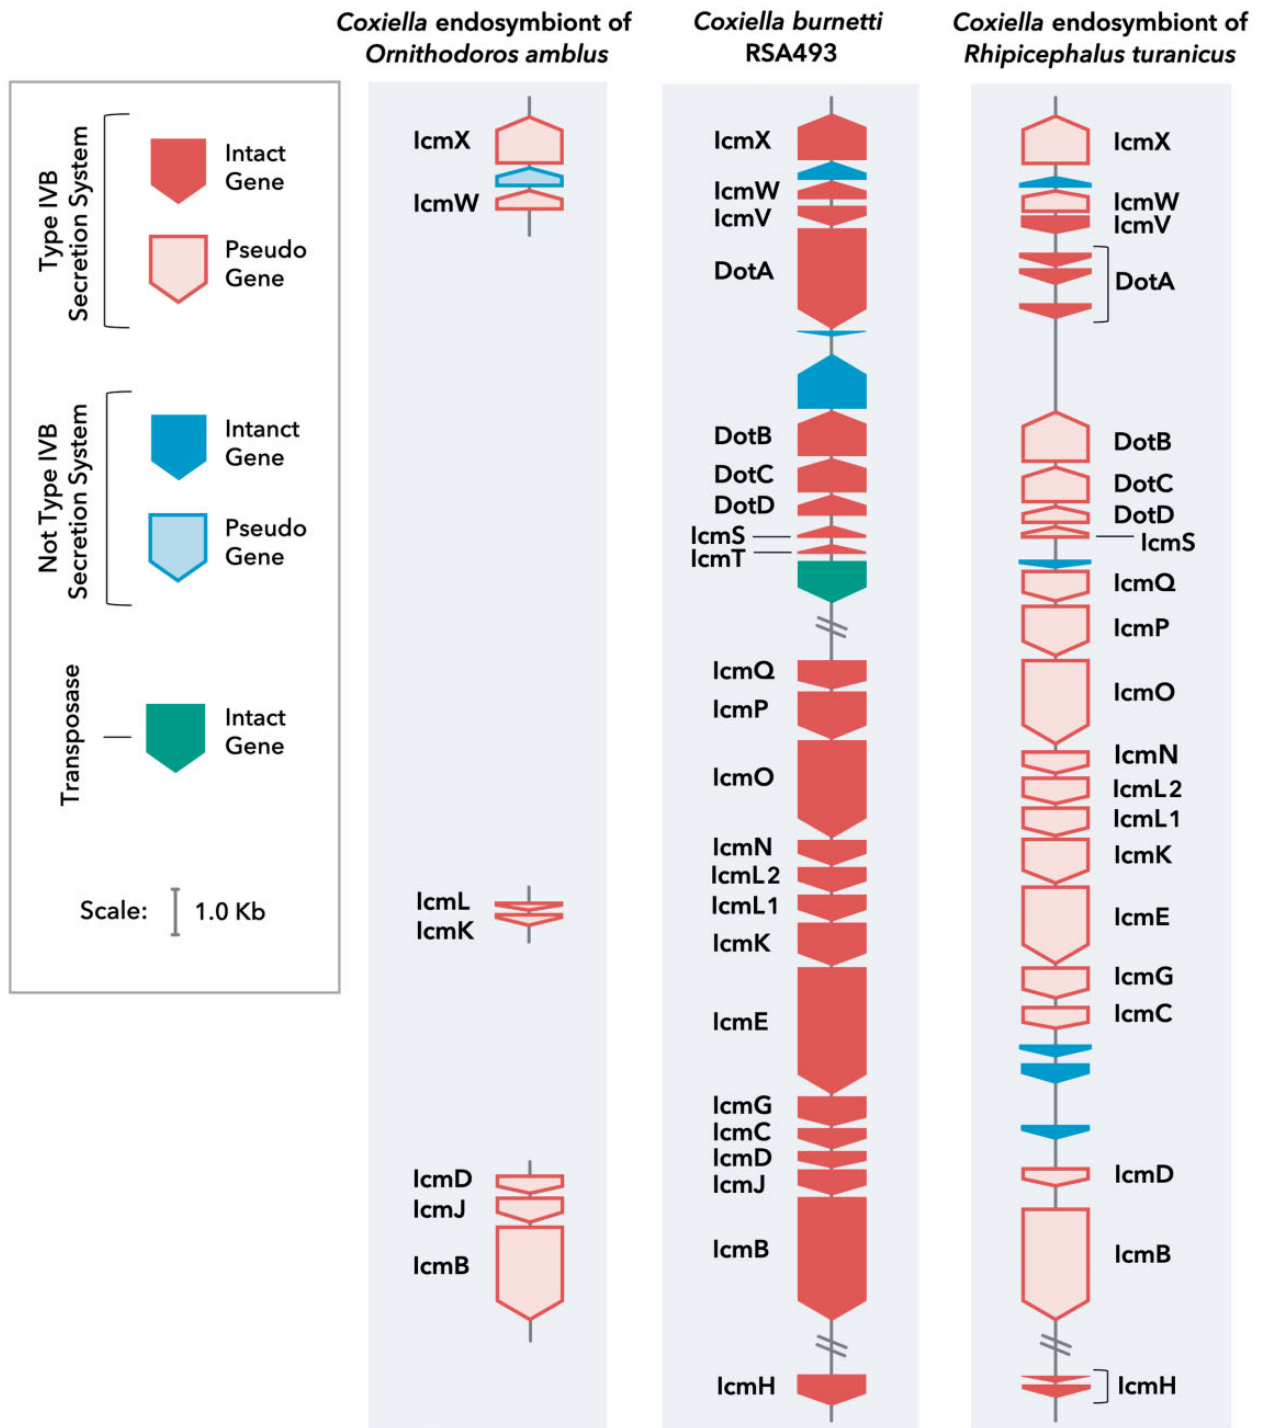 Coxiella endosymbiont of
Ornithodoros amblus
Coxiella burnetti
RSA493
Coxiella endosymbiont of
Rhipicephalus turanicus
Type IVB
Secretion System
Intact
Gene
Pseudo
Gene
Not Type IVB
Secretion System
Intanct
Gene
Pseudo
Gene
Transposase
Intact
Gene
Scale:
1.0 Kb
IcmX
IcmW
IcmL
IcmK
IcmD
IcmJ
IcmB
IcmX
IcmW
IcmV
DotA
DotB
DotC
DotD
IcmS
IcmT
IcmQ
IcmP
IcmO
IcmN
IcmL2
IcmL1
IcmK
IcmE
IcmG
IcmC
IcmD
IcmJ
IcmB
IcmH
IcmX
IcmW
IcmV
DotA
DotB
DotC
DotD
IcmS
IcmQ
IcmP
IcmO
IcmN
IcmL2
IcmL1
IcmK
IcmE
IcmG
IcmC
IcmD
IcmB
IcmH